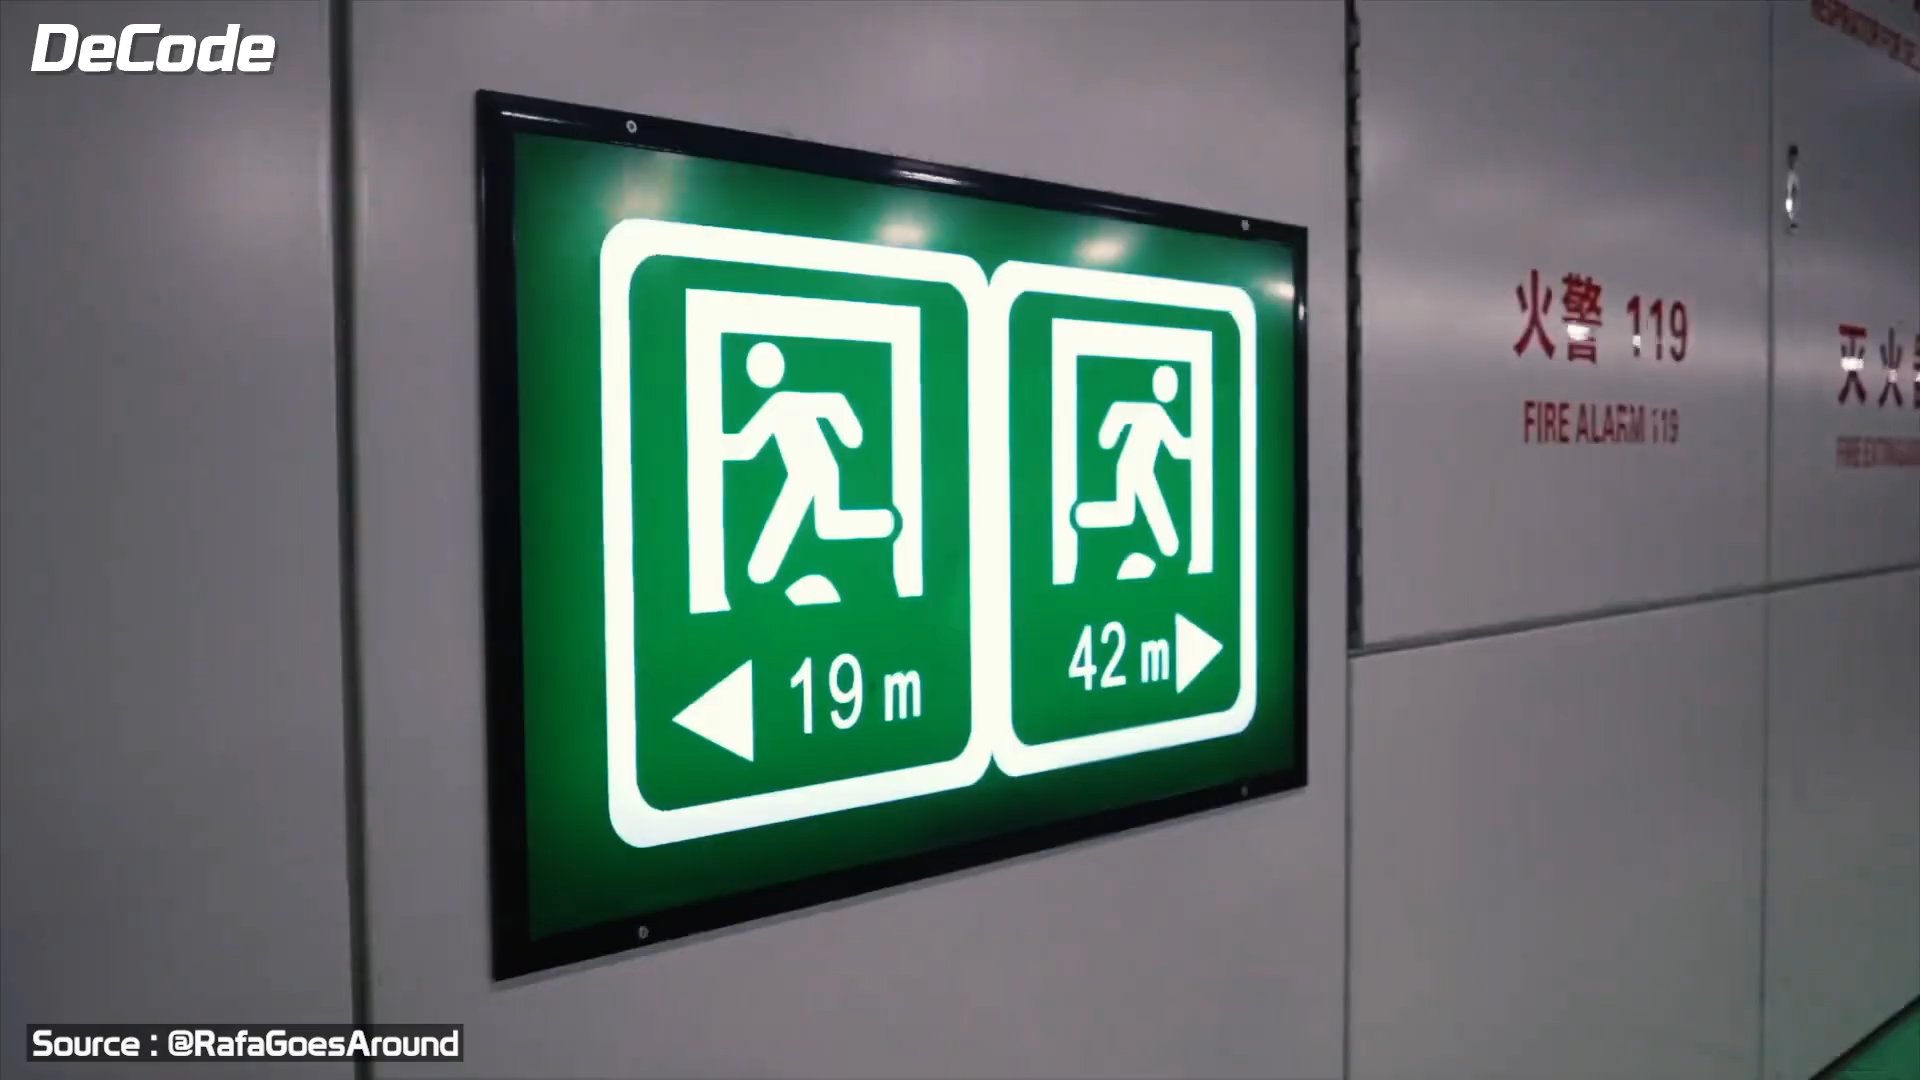 DeCode
19 m
42 m
火警 119
FIRE ALARM 119
灭火
Source : @RafaGoesAround